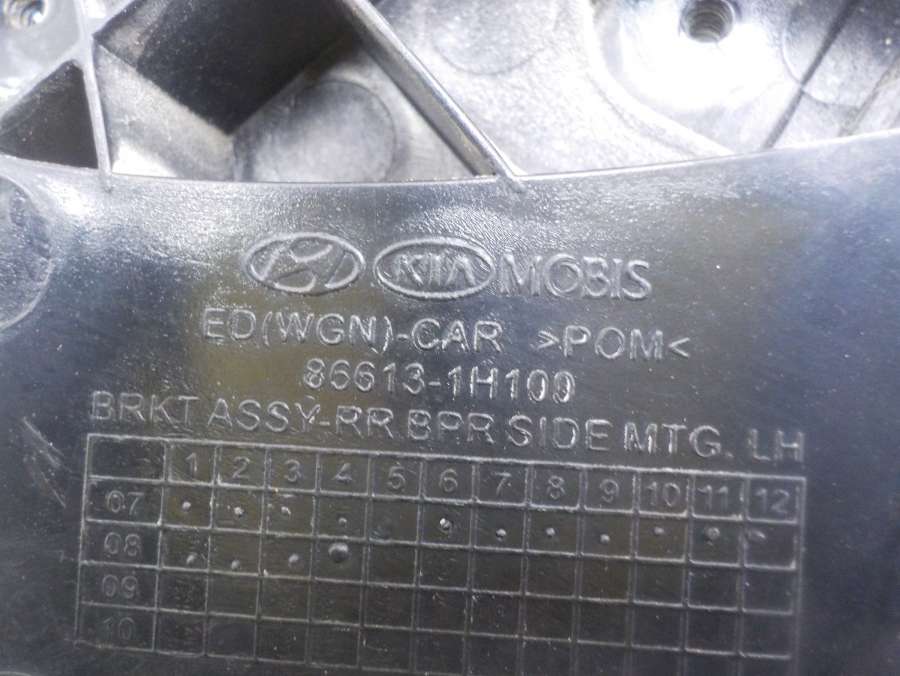 KIA MOBIS
ED(WGN)-CAR >POM<
86613-1H100
BRKT ASSY-RR BPR SIDE MTG. LH
1 2 3 4 5 6 7 8 9 10 11 12
07
08
09
10